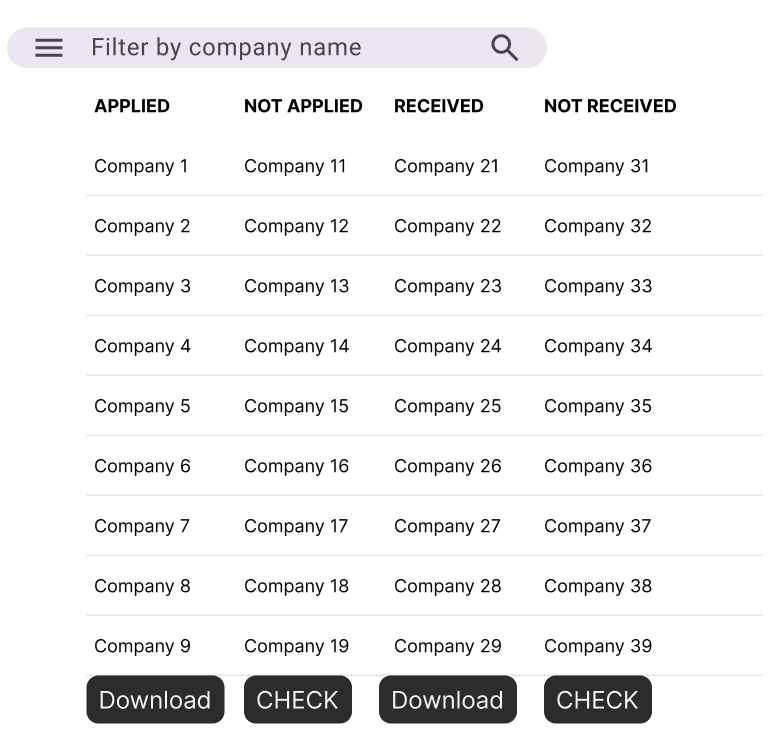 Filter by company name
APPLIED NOT APPLIED RECEIVED NOT RECEIVED
Company 1 Company 11 Company 21 Company 31
Company 2 Company 12 Company 22 Company 32
Company 3 Company 13 Company 23 Company 33
Company 4 Company 14 Company 24 Company 34
Company 5 Company 15 Company 25 Company 35
Company 6 Company 16 Company 26 Company 36
Company 7 Company 17 Company 27 Company 37
Company 8 Company 18 Company 28 Company 38
Company 9 Company 19 Company 29 Company 39
Download CHECK Download CHECK